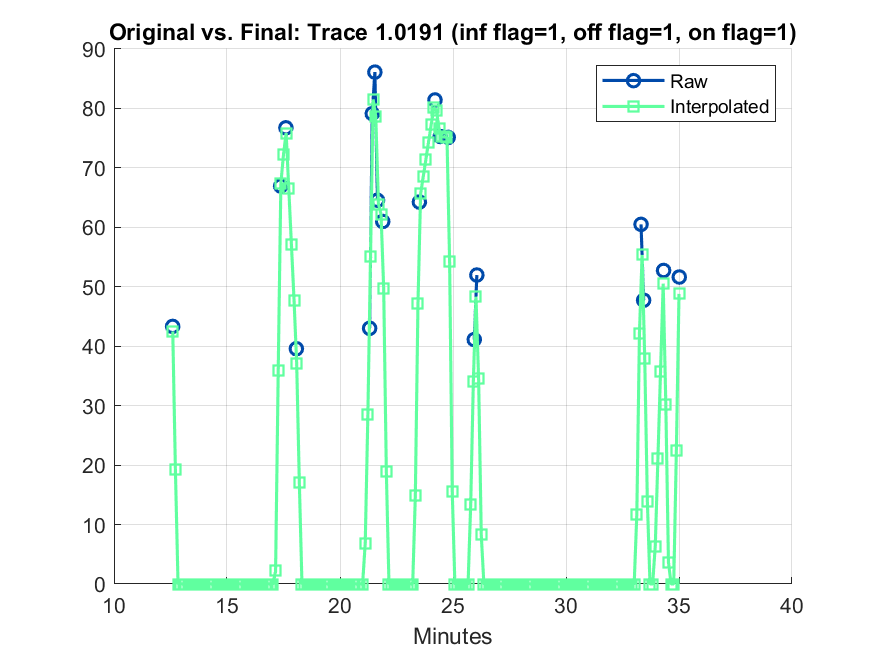 Original vs. Final: Trace 1.0191 (inf flag=1, off flag=1, on flag=1)
90
80
70
60
50
40
30
20
10
0
Raw
Interpolated
10 15 20 25 30 35 40
Minutes